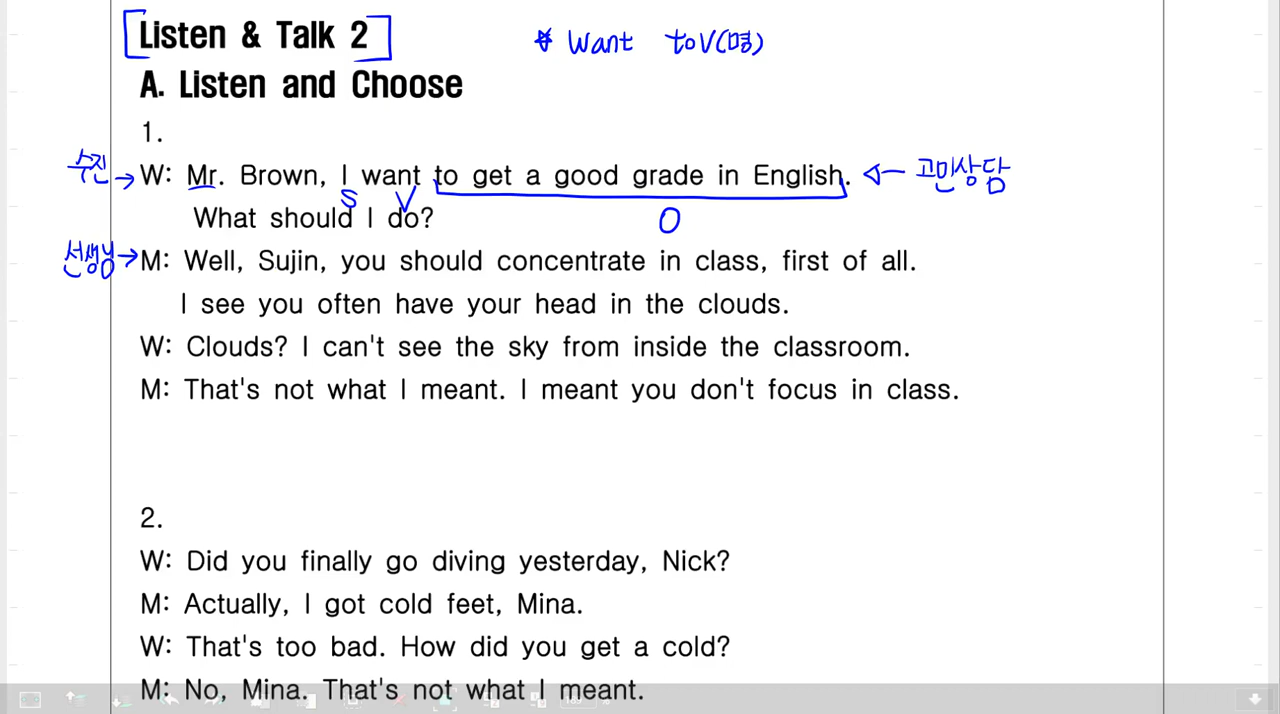 Listen & Talk 2
* Want toV(명)
A. Listen and Choose
1.
수진 → W: Mr. Brown, I want to get a good grade in English. ← 고민상담
S V O
What should I do?
선생님 → M: Well, Sujin, you should concentrate in class, first of all.
I see you often have your head in the clouds.
W: Clouds? I can't see the sky from inside the classroom.
M: That's not what I meant. I meant you don't focus in class.
2.
W: Did you finally go diving yesterday, Nick?
M: Actually, I got cold feet, Mina.
W: That's too bad. How did you get a cold?
M: No, Mina. That's not what I meant.